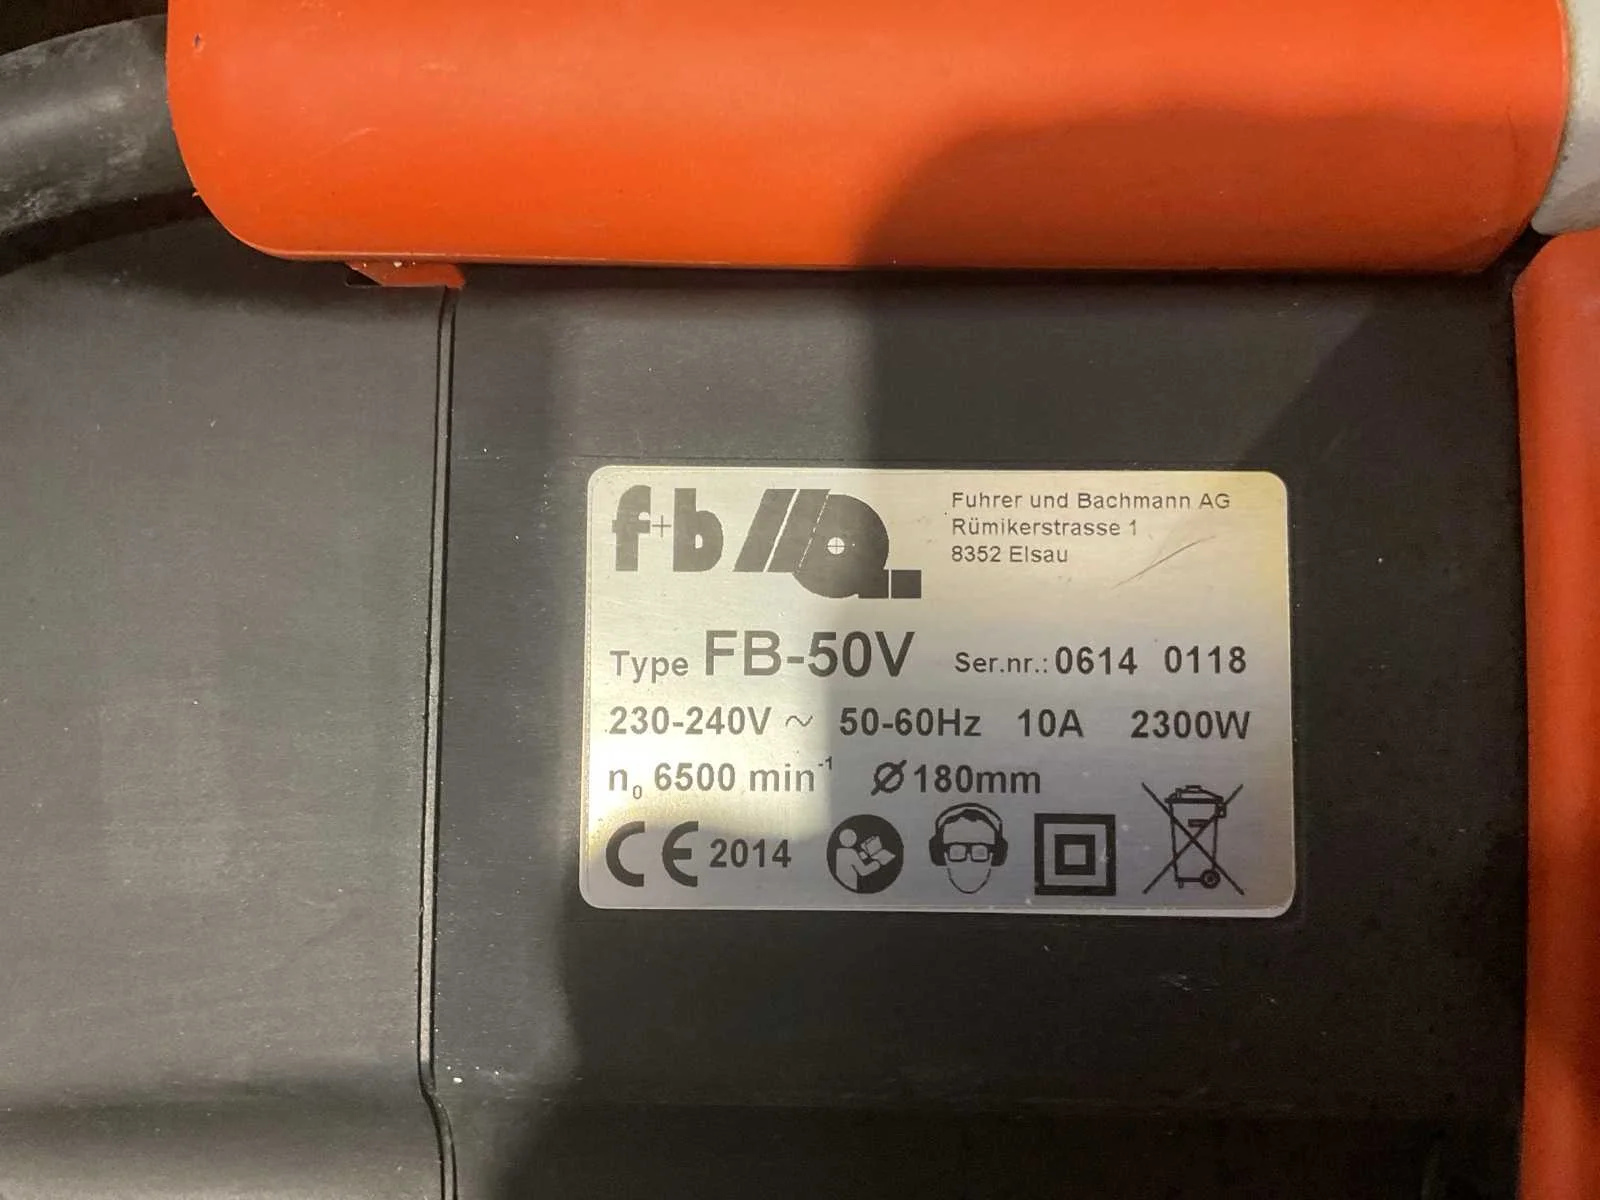 f+b
Fuhrer und Bachmann AG
Rümikerstrasse 1
8352 Elsau
Type FB-50V Ser.nr.: 0614 0118
230-240V ~ 50-60Hz 10A 2300W
n₀ 6500 min⁻¹ Ø 180mm
CE 2014